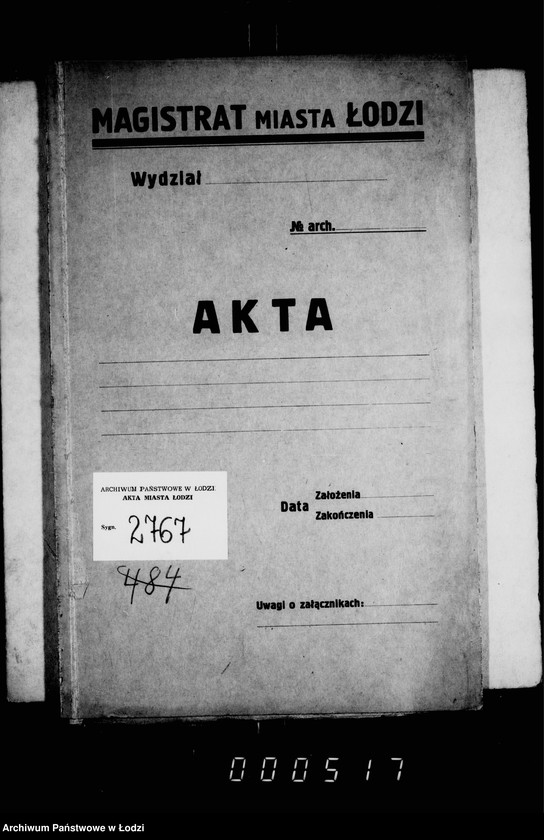 MAGISTRAT MIASTA ŁODZI
Wydział
№ arch.
AKTA
ARCHIWUM PAŃSTWOWE W ŁODZI
AKTA MIASTA ŁODZI
Sygn. 2767
484
Data
Założenia
Zakończenia
Uwagi o załącznikach:
000517
Archiwum Państwowe w Łodzi